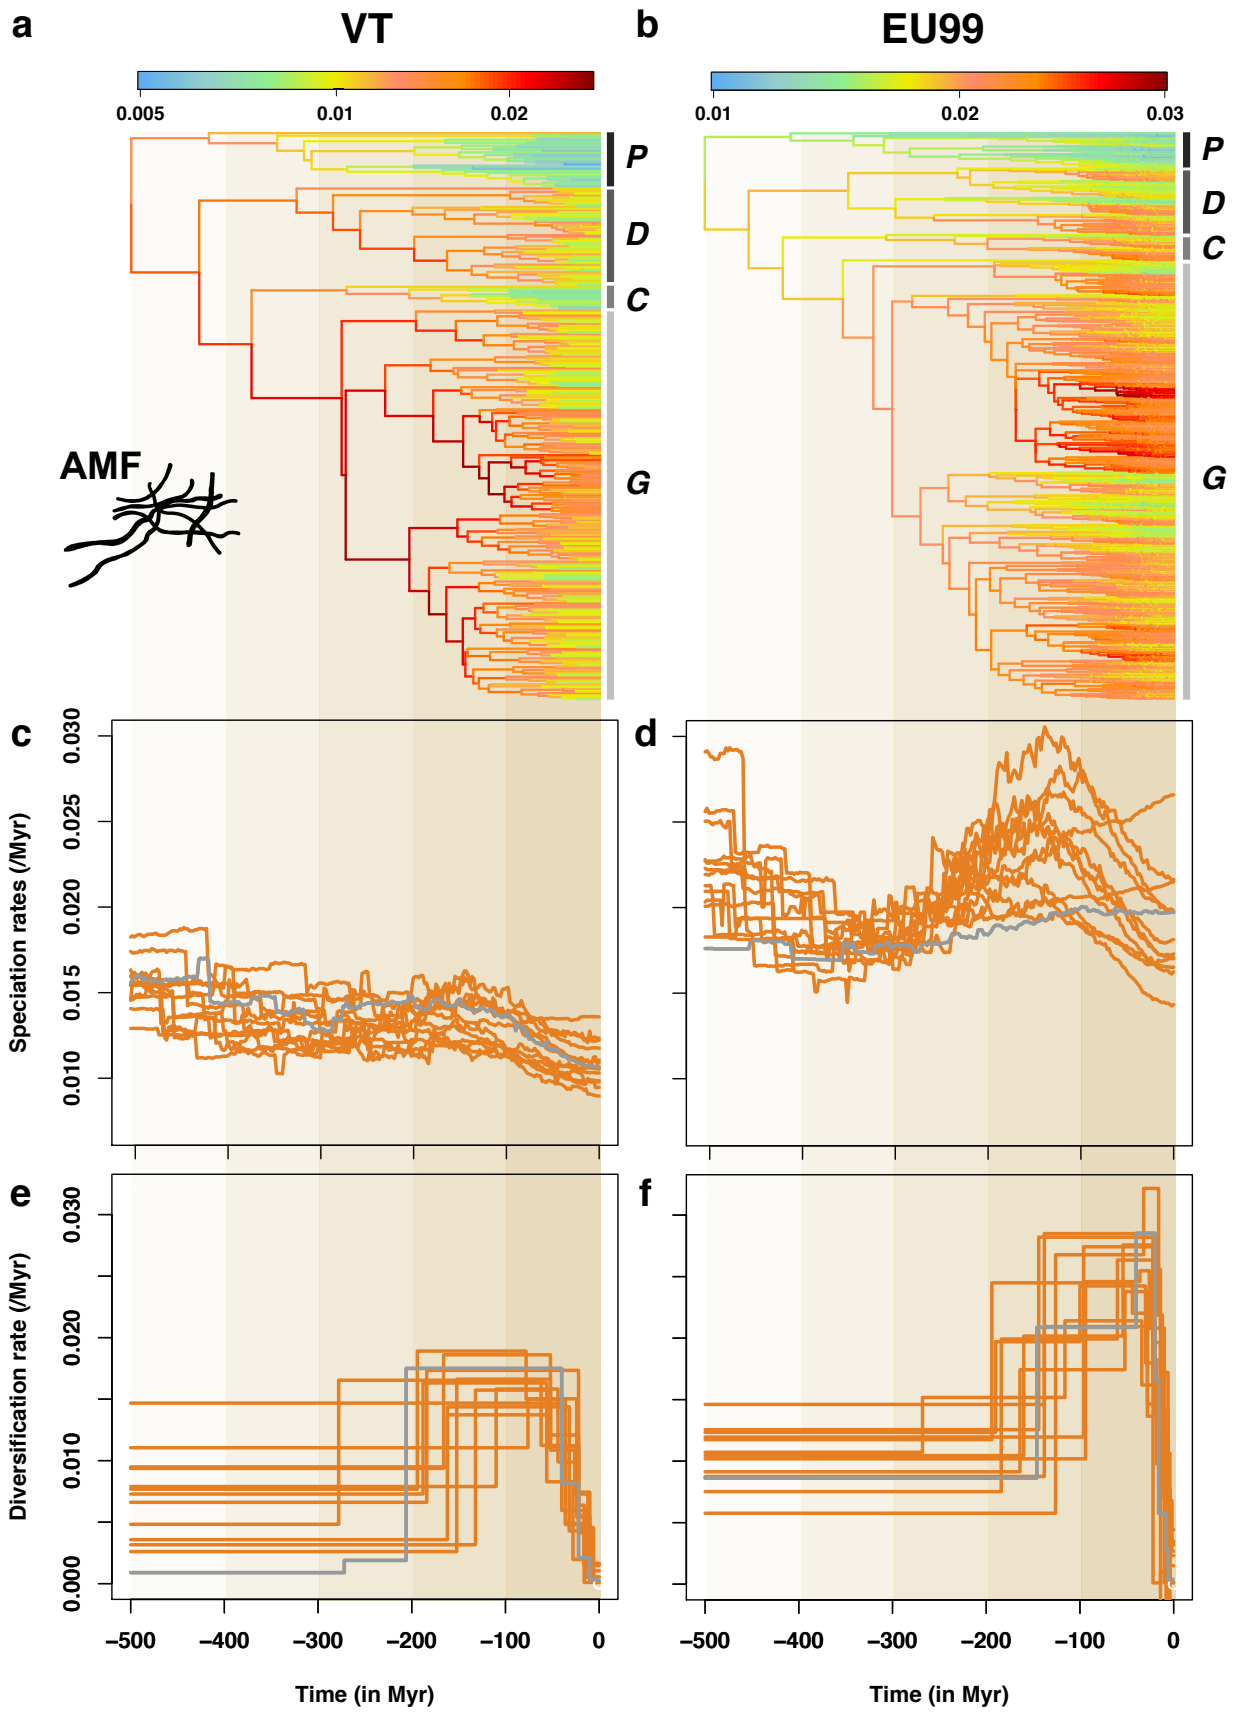 a
VT
b
EU99
0.005
0.01
0.02
0.01
0.02
0.03
P
D
C
G
P
D
C
G
AMF
c
d
Speciation rates (/Myr)
0.030
0.025
0.020
0.015
0.010
e
f
Diversification rate (/Myr)
0.030
0.020
0.010
0.000
−500
−400
−300
−200
−100
0
−500
−400
−300
−200
−100
0
Time (in Myr)
Time (in Myr)